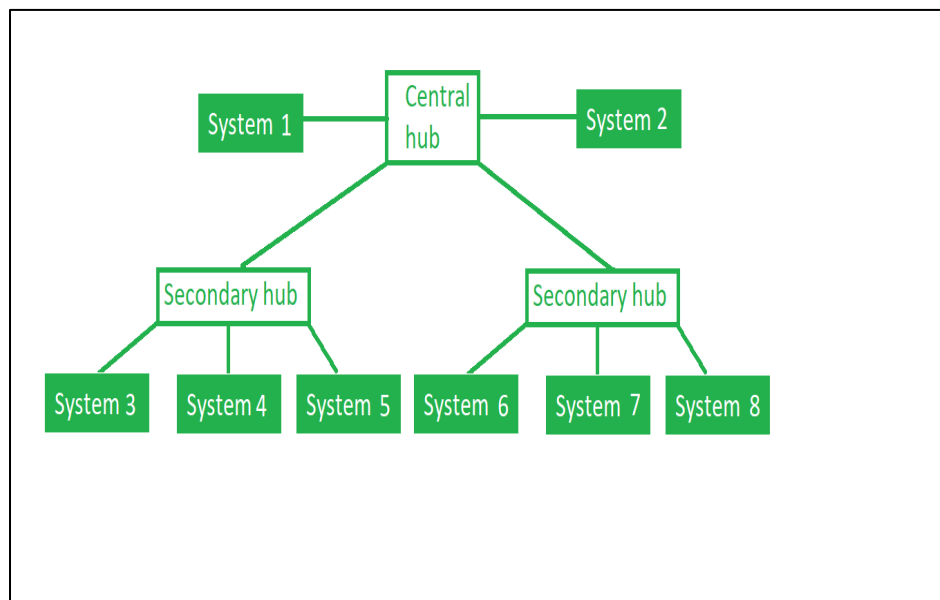 System 1
Central
hub
System 2
Secondary hub
Secondary hub
System 3
System 4
System 5
System 6
System 7
System 8